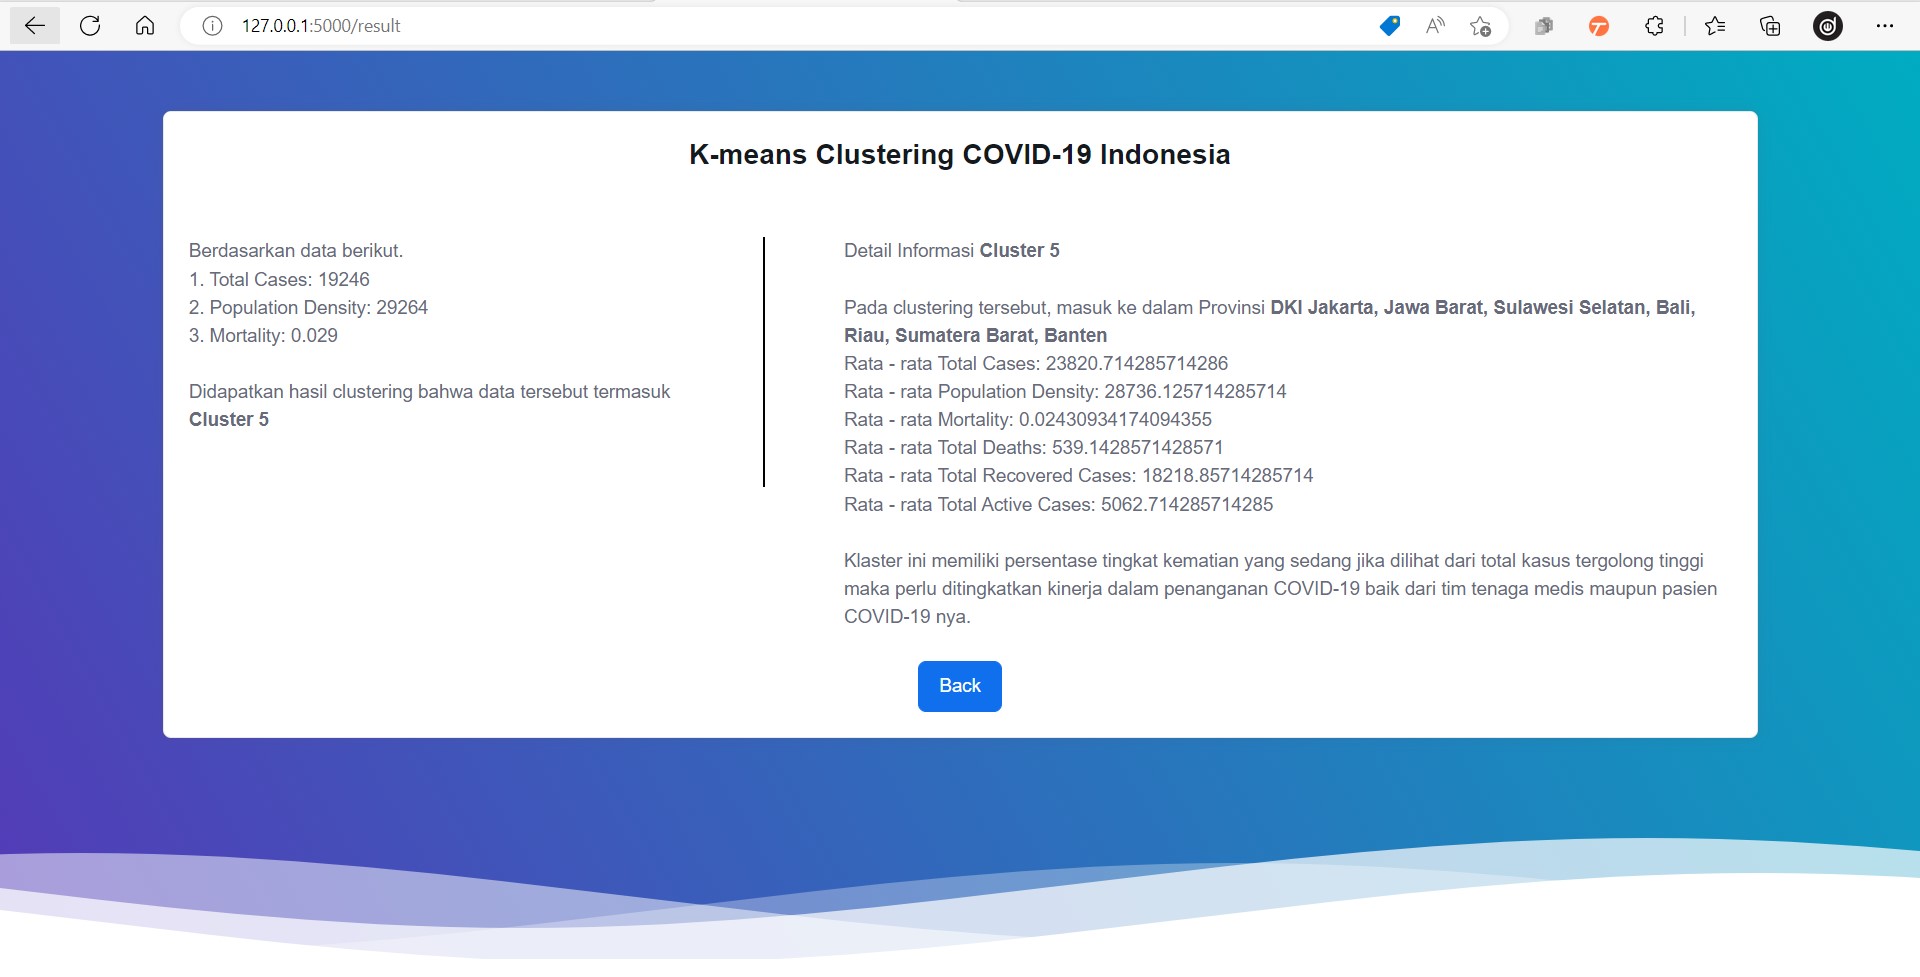 127.0.0.1:5000/result
K-means Clustering COVID-19 Indonesia
Berdasarkan data berikut.
1. Total Cases: 19246
2. Population Density: 29264
3. Mortality: 0.029
Didapatkan hasil clustering bahwa data tersebut termasuk
Cluster 5
Detail Informasi Cluster 5
Pada clustering tersebut, masuk ke dalam Provinsi DKI Jakarta, Jawa Barat, Sulawesi Selatan, Bali,
Riau, Sumatera Barat, Banten
Rata - rata Total Cases: 23820.714285714286
Rata - rata Population Density: 28736.125714285714
Rata - rata Mortality: 0.02430934174094355
Rata - rata Total Deaths: 539.1428571428571
Rata - rata Total Recovered Cases: 18218.85714285714
Rata - rata Total Active Cases: 5062.714285714285
Klaster ini memiliki persentase tingkat kematian yang sedang jika dilihat dari total kasus tergolong tinggi
maka perlu ditingkatkan kinerja dalam penanganan COVID-19 baik dari tim tenaga medis maupun pasien
COVID-19 nya.
Back